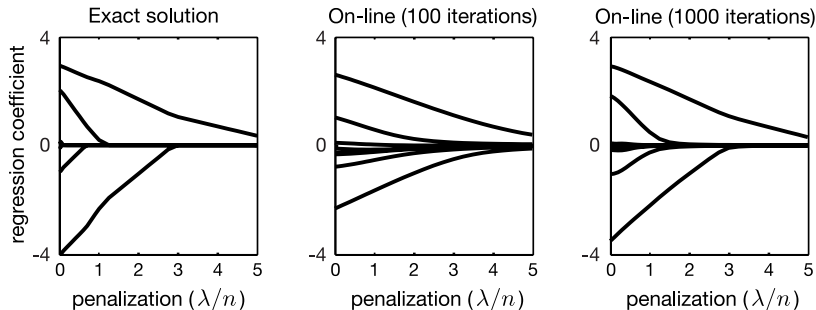 Exact solution
On-line (100 iterations)
On-line (1000 iterations)
regression coefficient
4
0
-4
0 1 2 3 4 5
penalization (λ/n)
4
0
-4
0 1 2 3 4 5
penalization (λ/n)
4
0
-4
0 1 2 3 4 5
penalization (λ/n)